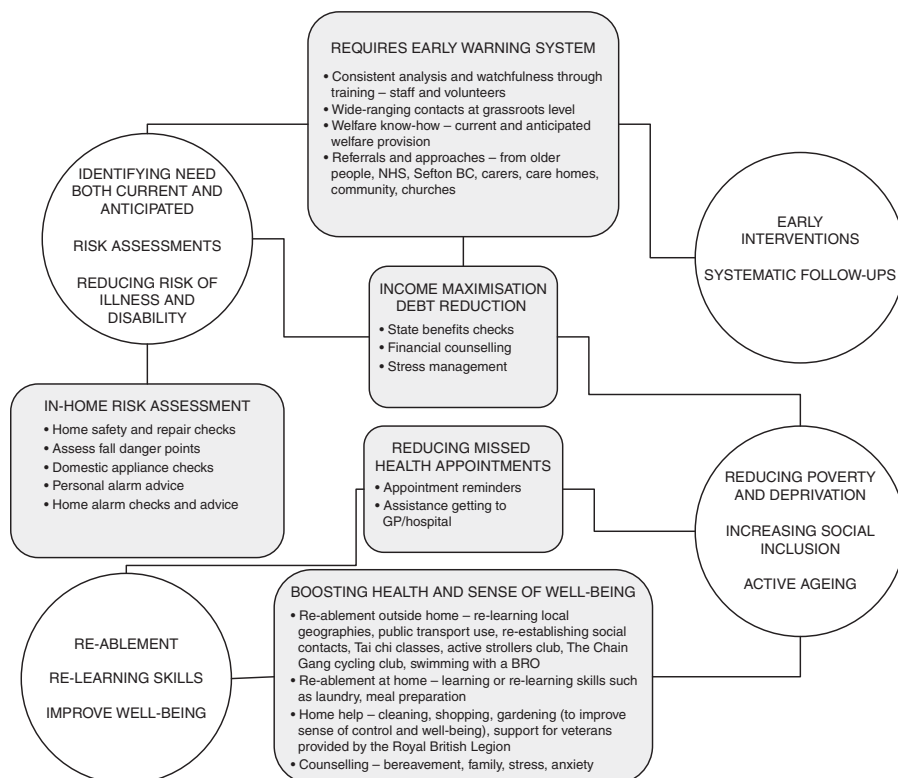 REQUIRES EARLY WARNING SYSTEM
• Consistent analysis and watchfulness through
training – staff and volunteers
• Wide-ranging contacts at grassroots level
• Welfare know-how – current and anticipated
welfare provision
• Referrals and approaches – from older
people, NHS, Sefton BC, carers, care homes,
community, churches
IDENTIFYING NEED
BOTH CURRENT AND
ANTICIPATED
RISK ASSESSMENTS
REDUCING RISK OF
ILLNESS AND
DISABILITY
EARLY
INTERVENTIONS
SYSTEMATIC FOLLOW-UPS
INCOME MAXIMISATION
DEBT REDUCTION
• State benefits checks
• Financial counselling
• Stress management
IN-HOME RISK ASSESSMENT
• Home safety and repair checks
• Assess fall danger points
• Domestic appliance checks
• Personal alarm advice
• Home alarm checks and advice
REDUCING MISSED
HEALTH APPOINTMENTS
• Appointment reminders
• Assistance getting to
GP/hospital
REDUCING POVERTY
AND DEPRIVATION
INCREASING SOCIAL
INCLUSION
ACTIVE AGEING
RE-ABLEMENT
RE-LEARNING SKILLS
IMPROVE WELL-BEING
BOOSTING HEALTH AND SENSE OF WELL-BEING
• Re-ablement outside home – re-learning local
geographies, public transport use, re-establishing social
contacts, Tai chi classes, active strollers club, The Chain
Gang cycling club, swimming with a BRO
• Re-ablement at home – learning or re-learning skills such
as laundry, meal preparation
• Home help – cleaning, shopping, gardening (to improve
sense of control and well-being), support for veterans
provided by the Royal British Legion
• Counselling – bereavement, family, stress, anxiety